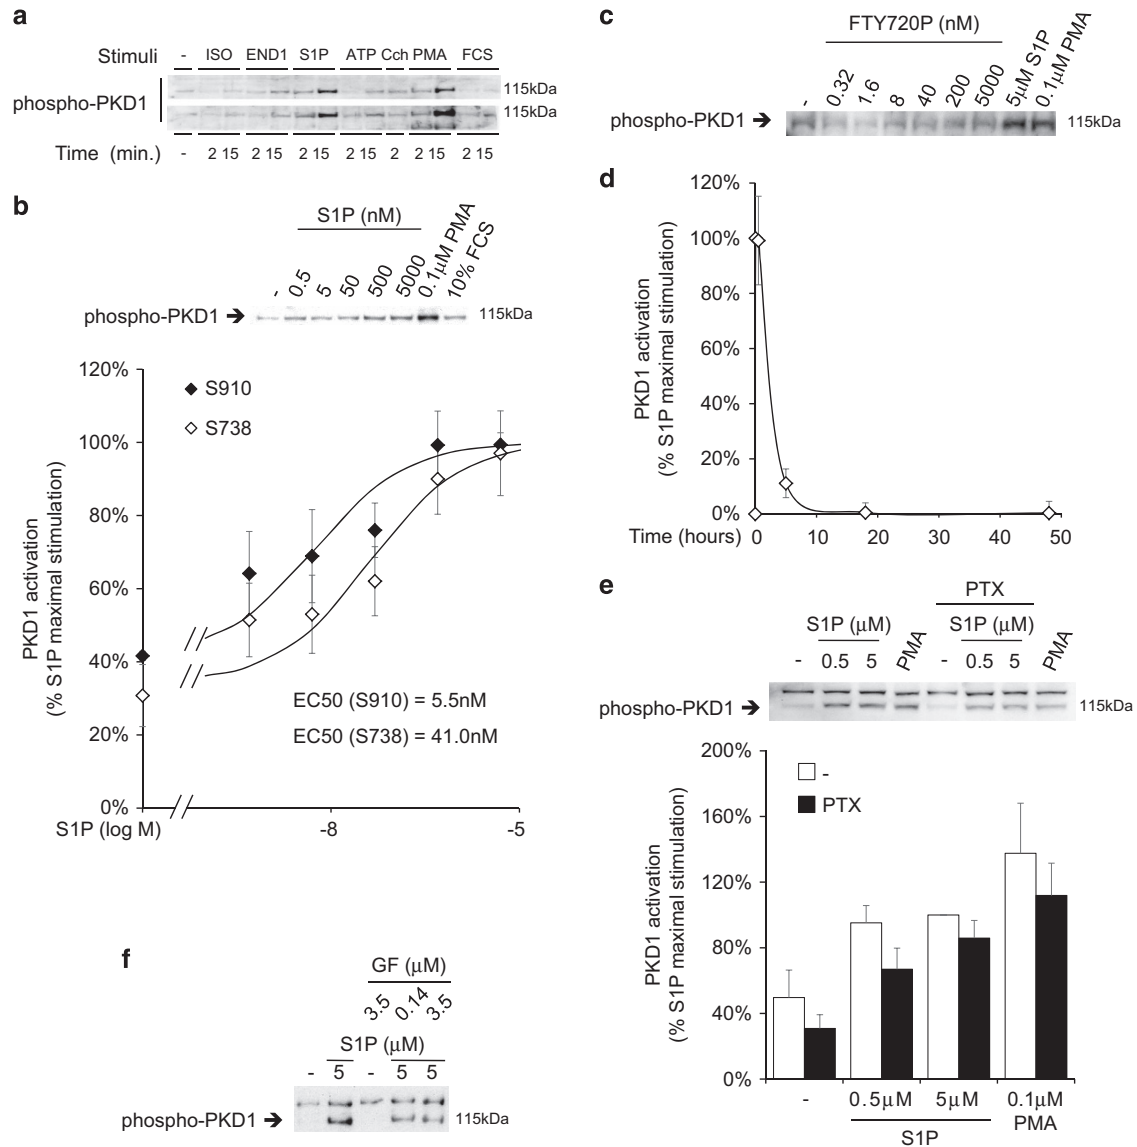 a
Stimuli - ISO END1 S1P ATP Cch PMA FCS
phospho-PKD1 115kDa
115kDa
Time (min.) - 2 15 2 15 2 15 2 15 2 2 15 2 15
b
S1P (nM)
- 0.5 5 50 500 5000 0.1μM PMA 10% FCS
phospho-PKD1 ➔ 115kDa
PKD1 activation
(% S1P maximal stimulation)
120%
100%
80%
60%
40%
20%
0%
S910
S738
EC50 (S910) = 5.5nM
EC50 (S738) = 41.0nM
S1P (log M) -8 -5
c
FTY720P (nM)
- 0.32 1.6 8 40 200 5000 5μM S1P 0.1μM PMA
phospho-PKD1 ➔ 115kDa
d
PKD1 activation
(% S1P maximal stimulation)
120%
100%
80%
60%
40%
20%
0%
Time (hours) 0 10 20 30 40 50
e
PTX
S1P (μM) S1P (μM)
- 0.5 5 PMA - 0.5 5 PMA
phospho-PKD1 ➔ 115kDa
PKD1 activation
(% S1P maximal stimulation)
200%
160%
120%
80%
40%
0%
-
PTX
- 0.5μM 5μM 0.1μM
S1P PMA
f
GF (μM)
3.5 0.14 3.5
S1P (μM)
- 5 - 5 5
phospho-PKD1 ➔ 115kDa